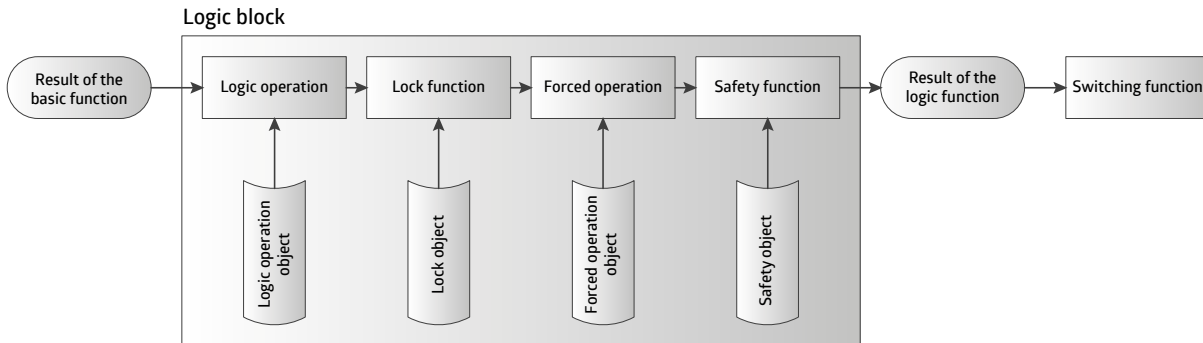 Logic block
Result of the
basic function
Logic operation
Lock function
Forced operation
Safety function
Result of the
logic function
Switching function
Logic operation
object
Lock object
Forced operation
object
Safety object